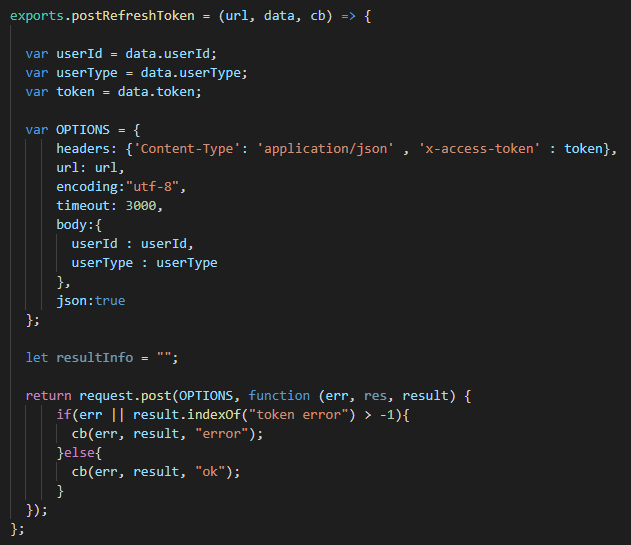 exports.postRefreshToken = (url, data, cb) => {
var userId = data.userId;
var userType = data.userType;
var token = data.token;
var OPTIONS = {
headers: {'Content-Type': 'application/json' , 'x-access-token' : token},
url: url,
encoding:"utf-8",
timeout: 3000,
body:{
userId : userId,
userType : userType
},
json:true
};
let resultInfo = "";
return request.post(OPTIONS, function (err, res, result) {
if(err || result.indexOf("token error") > -1){
cb(err, result, "error");
}else{
cb(err, result, "ok");
}
});
};